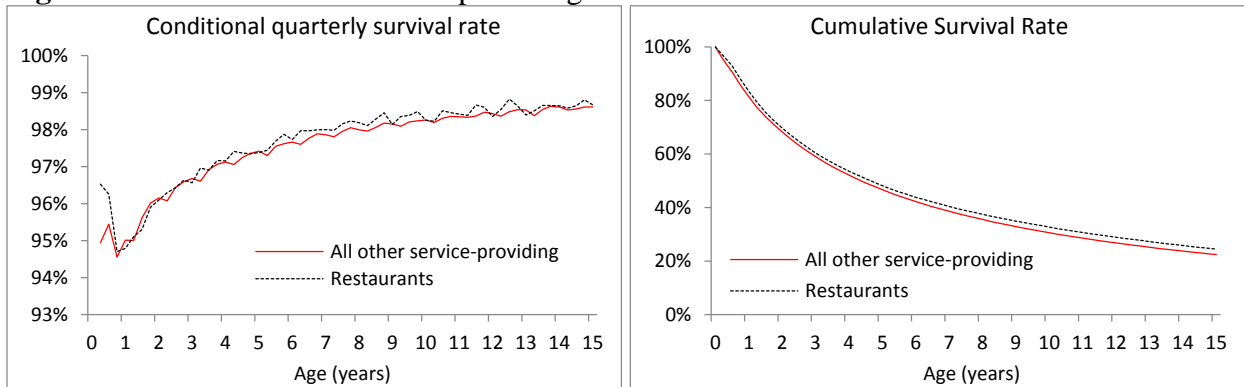 Conditional quarterly survival rate
100%
99%
98%
97%
96%
95%
94%
93%
All other service-providing
Restaurants
0 1 2 3 4 5 6 7 8 9 10 11 12 13 14 15
Age (years)
Cumulative Survival Rate
100%
80%
60%
40%
20%
0%
All other service-providing
Restaurants
0 1 2 3 4 5 6 7 8 9 10 11 12 13 14 15
Age (years)